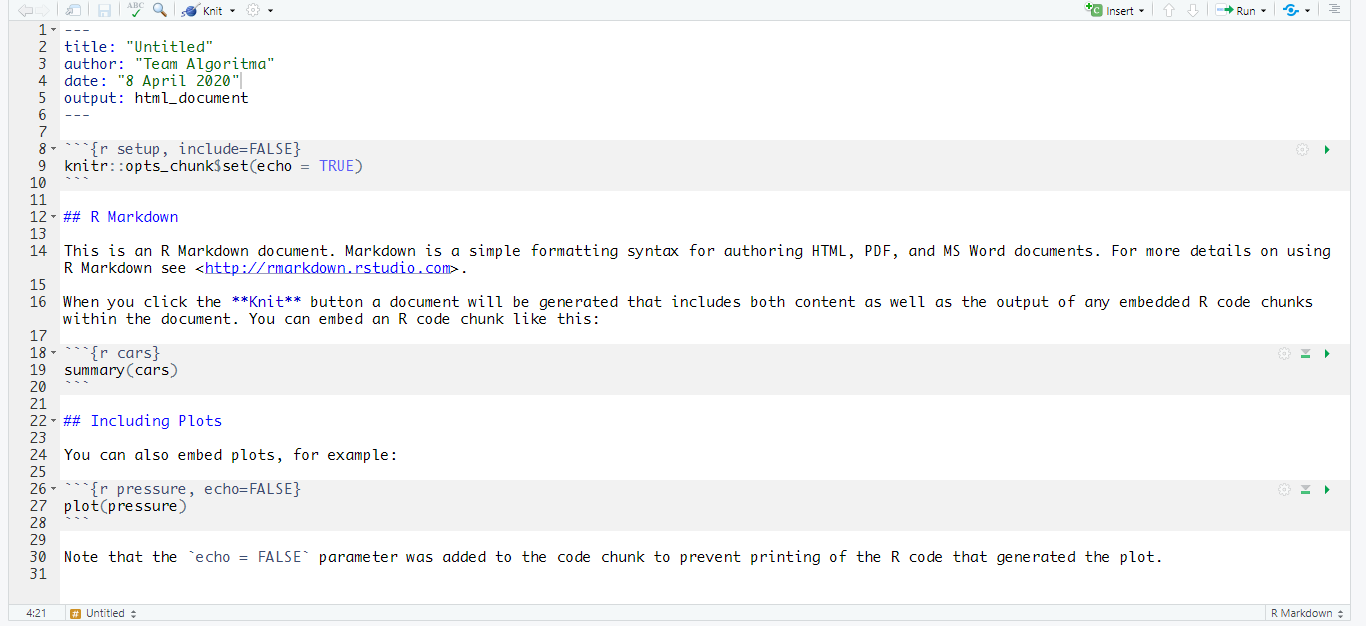 ABC Knit Insert Run
1 ---
2 title: "Untitled"
3 author: "Team Algoritma"
4 date: "8 April 2020"
5 output: html_document
6 ---
7
8 ```{r setup, include=FALSE}
9 knitr::opts_chunk$set(echo = TRUE)
10 ```
11
12 ## R Markdown
13
14 This is an R Markdown document. Markdown is a simple formatting syntax for authoring HTML, PDF, and MS Word documents. For more details on using
R Markdown see <http://rmarkdown.rstudio.com>.
15
16 When you click the **Knit** button a document will be generated that includes both content as well as the output of any embedded R code chunks
within the document. You can embed an R code chunk like this:
17
18 ```{r cars}
19 summary(cars)
20 ```
21
22 ## Including Plots
23
24 You can also embed plots, for example:
25
26 ```{r pressure, echo=FALSE}
27 plot(pressure)
28 ```
29
30 Note that the `echo = FALSE` parameter was added to the code chunk to prevent printing of the R code that generated the plot.
31
4:21 # Untitled R Markdown